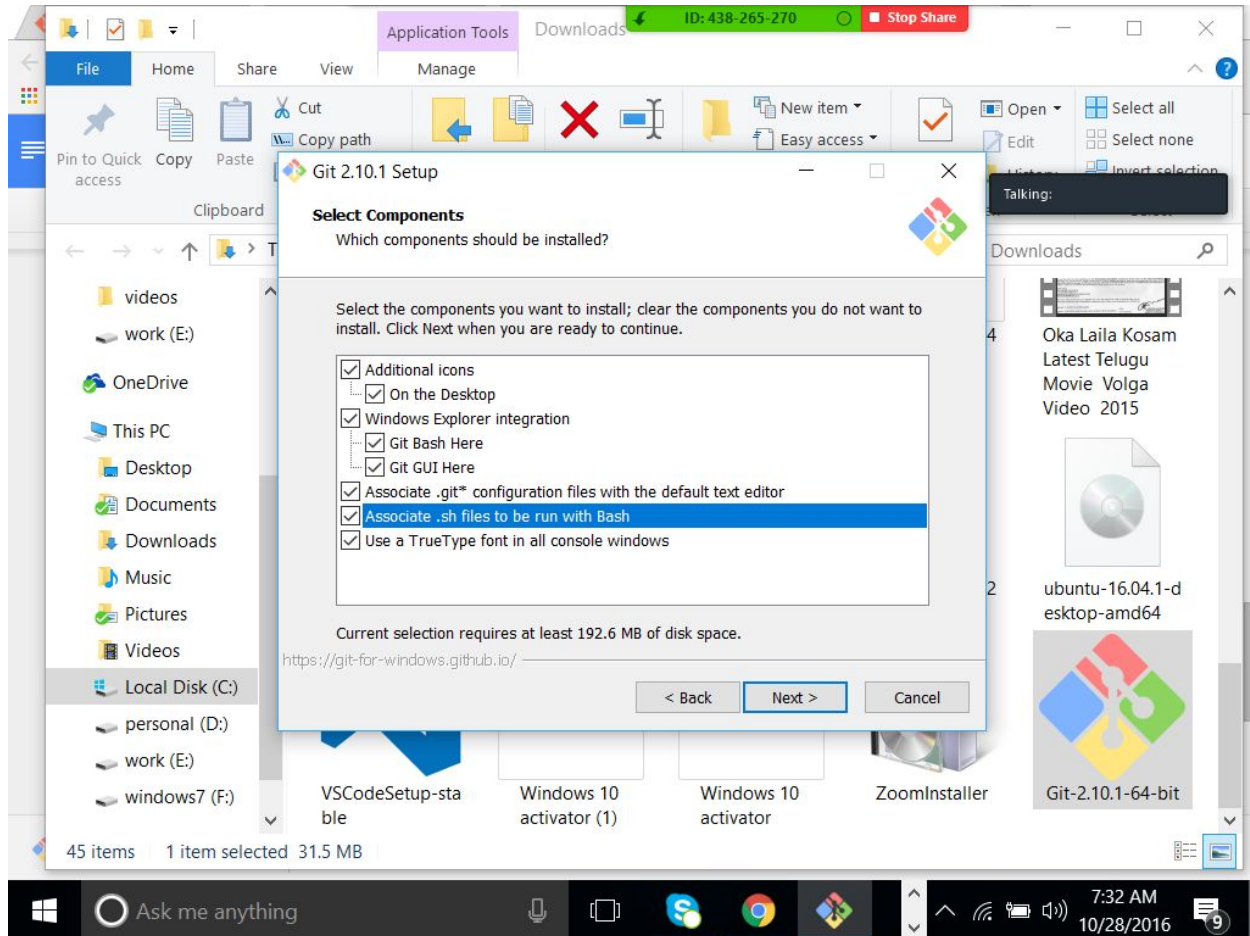 ID: 438-265-270
Stop Share
Application Tools
Downloads
File
Home
Share
View
Manage
Pin to Quick access
Copy
Paste
Cut
Copy path
New item
Easy access
Open
Edit
Select all
Select none
Invert selection
Clipboard
Talking:
Git 2.10.1 Setup
Select Components
Which components should be installed?
Select the components you want to install; clear the components you do not want to
install. Click Next when you are ready to continue.
Additional icons
On the Desktop
Windows Explorer integration
Git Bash Here
Git GUI Here
Associate .git* configuration files with the default text editor
Associate .sh files to be run with Bash
Use a TrueType font in all console windows
Current selection requires at least 192.6 MB of disk space.
https://git-for-windows.github.io/
< Back
Next >
Cancel
Downloads
videos
work (E:)
OneDrive
This PC
Desktop
Documents
Downloads
Music
Pictures
Videos
Local Disk (C:)
personal (D:)
work (E:)
windows7 (F:)
4
Oka Laila Kosam
Latest Telugu
Movie Volga
Video 2015
2
ubuntu-16.04.1-d
esktop-amd64
VSCodeSetup-sta
ble
Windows 10
activator (1)
Windows 10
activator
ZoomInstaller
Git-2.10.1-64-bit
45 items
1 item selected 31.5 MB
Ask me anything
7:32 AM
10/28/2016
9